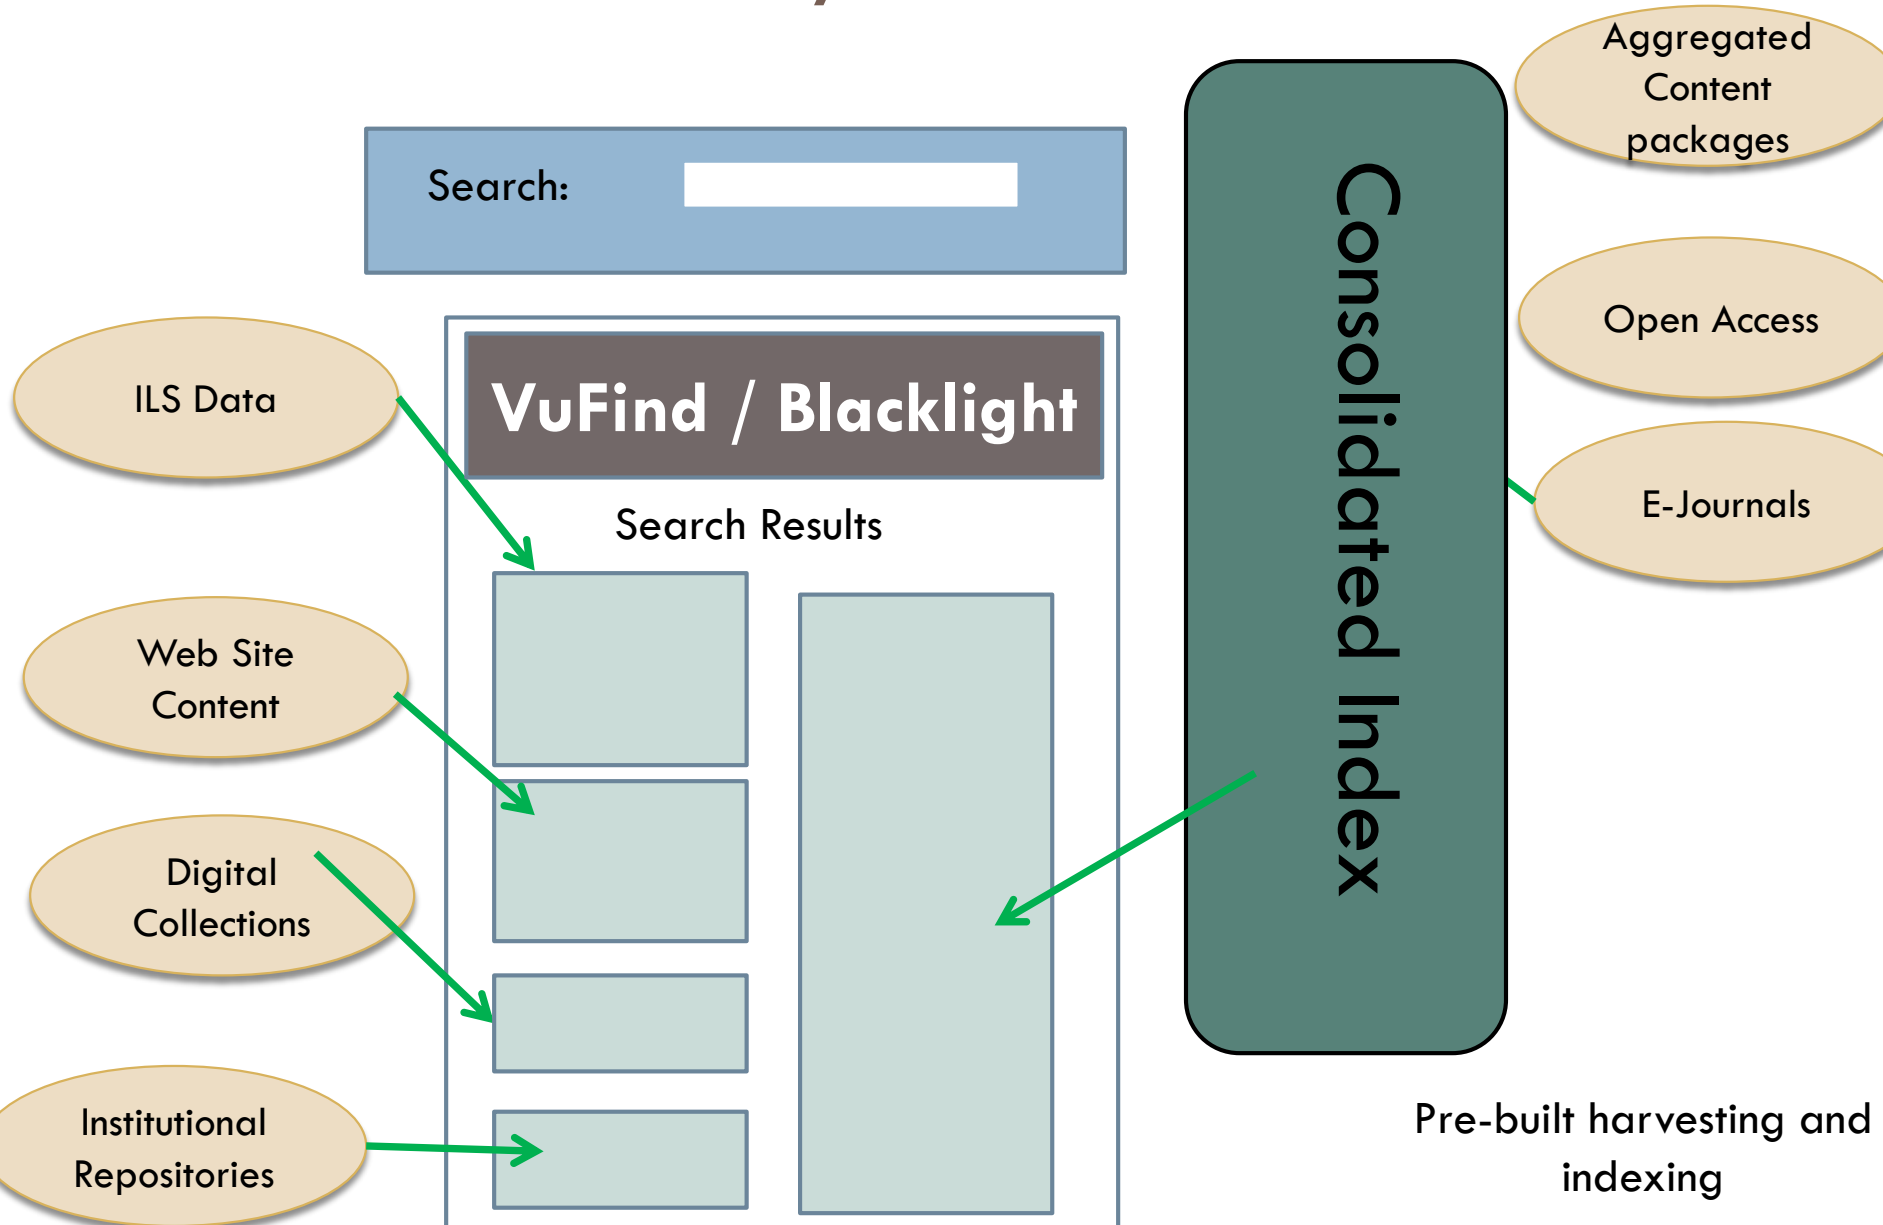 Aggregated
Content
packages
Search:
Consolidated Index
Open Access
ILS Data
VuFind / Blacklight
E-Journals
Search Results
Web Site
Content
Digital
Collections
Institutional
Repositories
Pre-built harvesting and
indexing